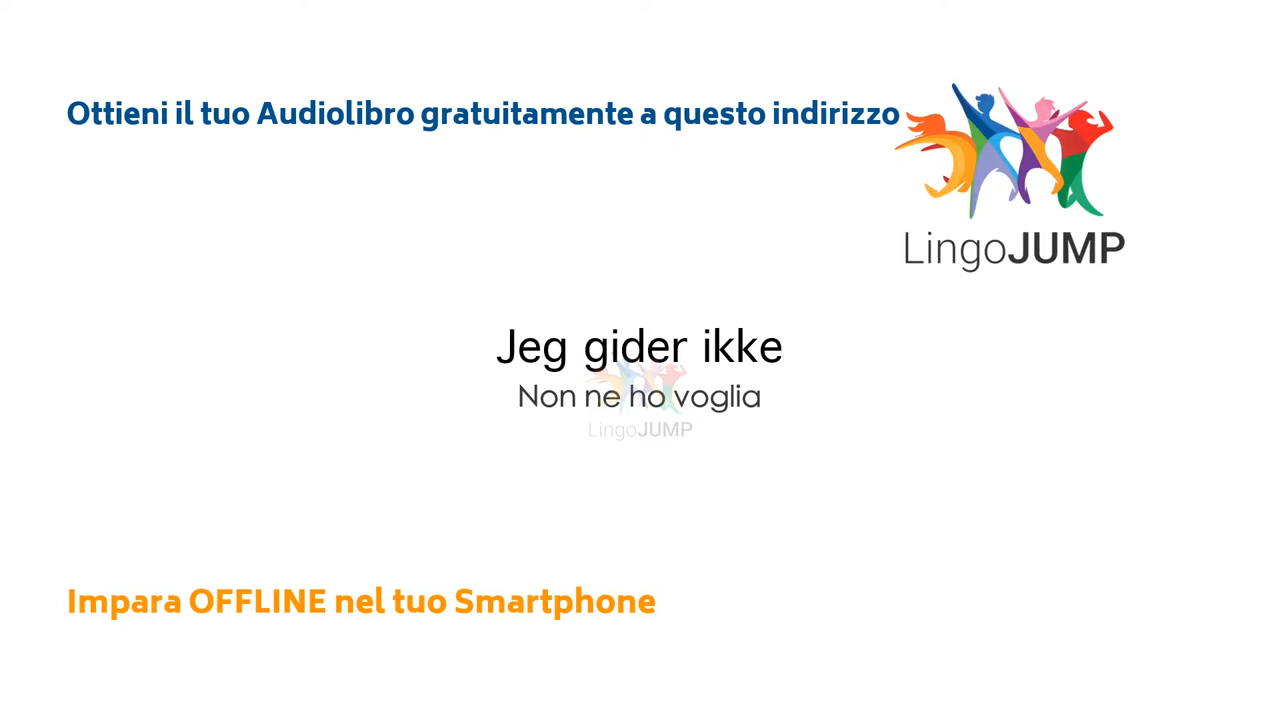 Ottieni il tuo Audiolibro gratuitamente a questo indirizzo
LingoJUMP
Jeg gider ikke
Non ne ho voglia
LingoJUMP
Impara OFFLINE nel tuo Smartphone